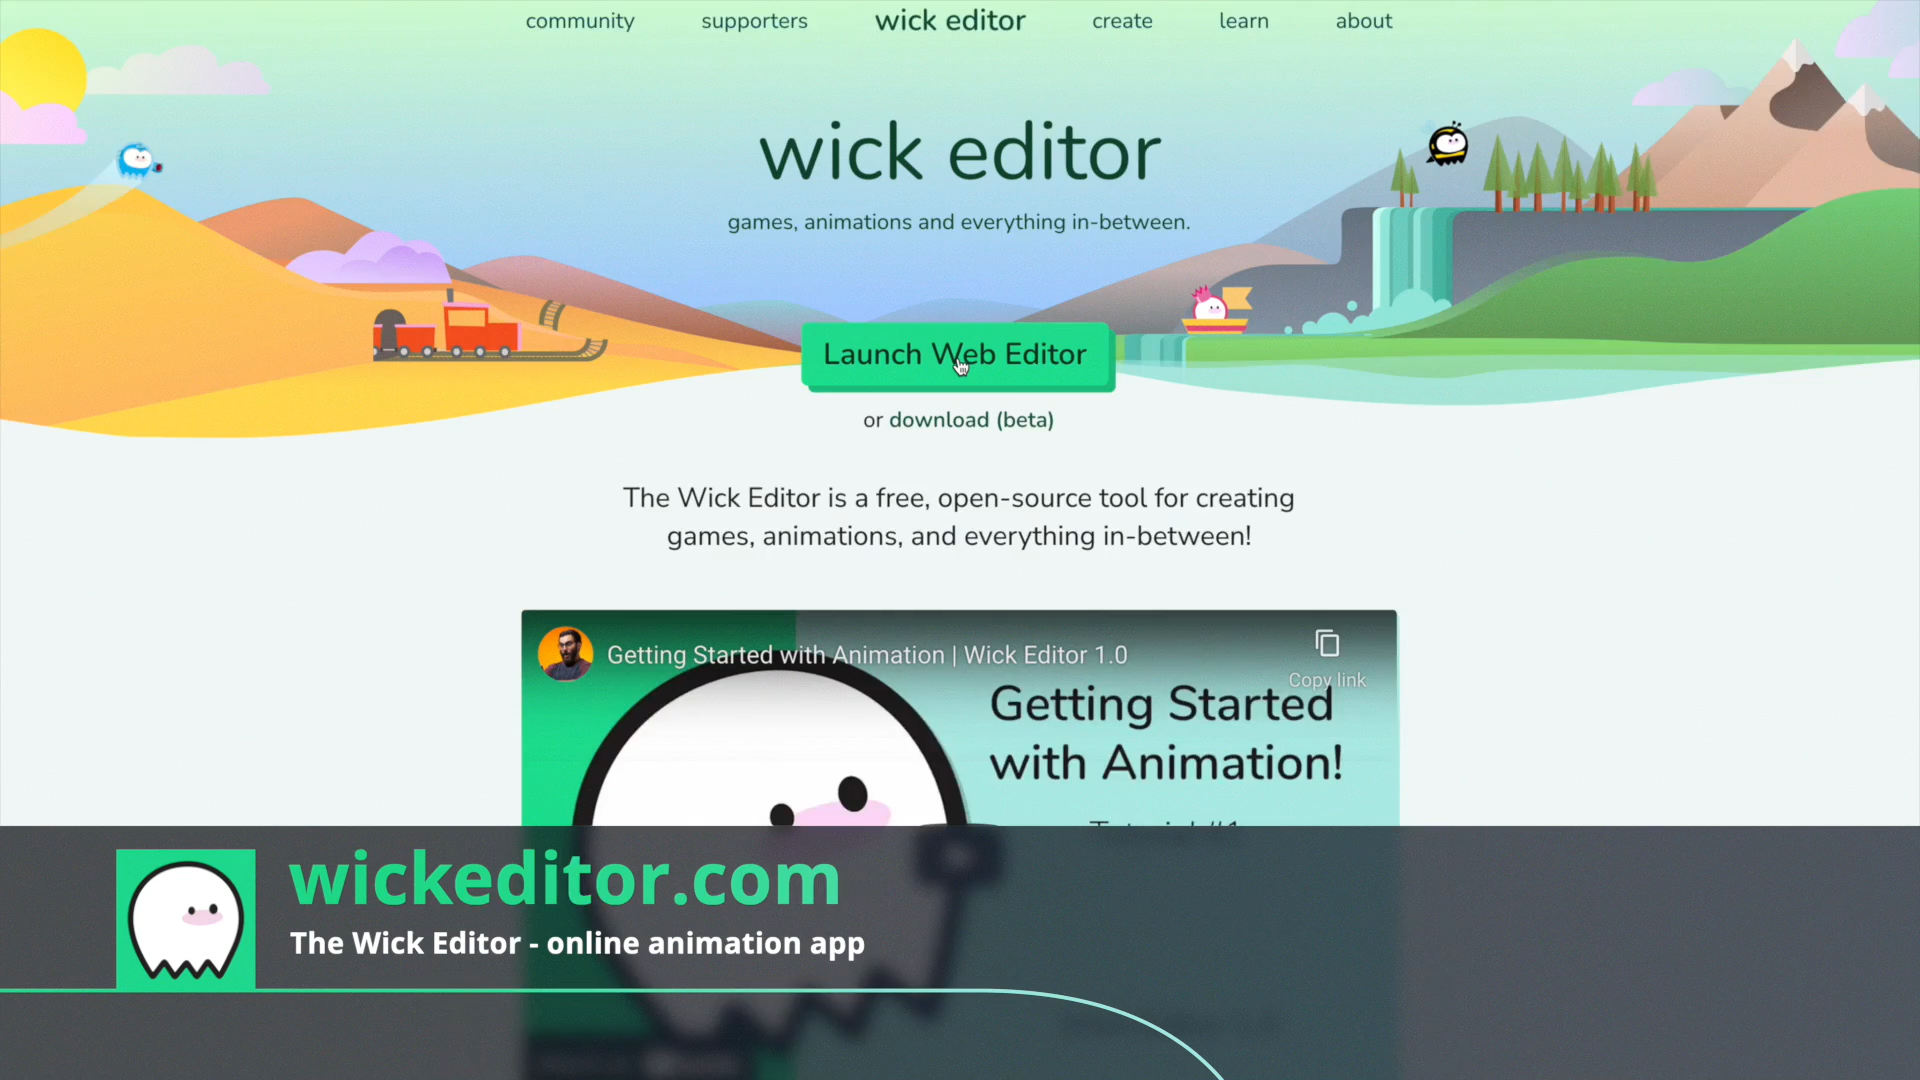 community supporters wick editor create learn about
wick editor
games, animations and everything in-between.
Launch Web Editor
or download (beta)
The Wick Editor is a free, open-source tool for creating
games, animations, and everything in-between!
Getting Started with Animation | Wick Editor 1.0
Copy link
Getting Started
with Animation!
Tutorial #1
wickeditor.com
The Wick Editor - online animation app